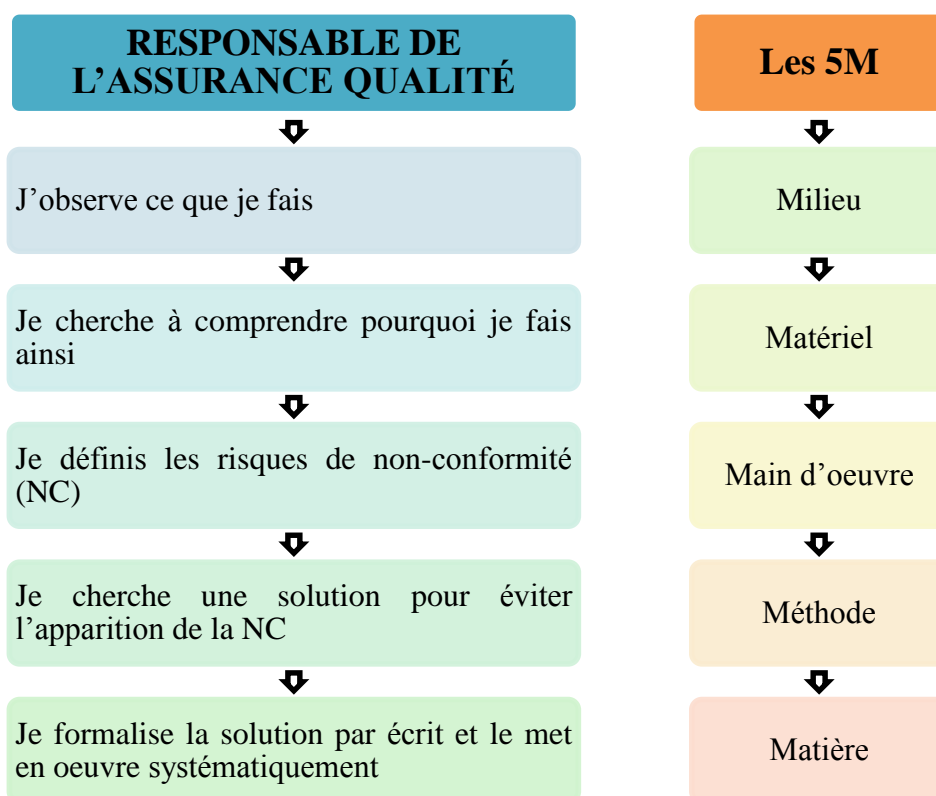 RESPONSABLE DE
L’ASSURANCE QUALITÉ
J’observe ce que je fais
Je cherche à comprendre pourquoi je fais
ainsi
Je définis les risques de non-conformité
(NC)
Je cherche une solution pour éviter
l’apparition de la NC
Je formalise la solution par écrit et le met
en oeuvre systématiquement
Les 5M
Milieu
Matériel
Main d’oeuvre
Méthode
Matière